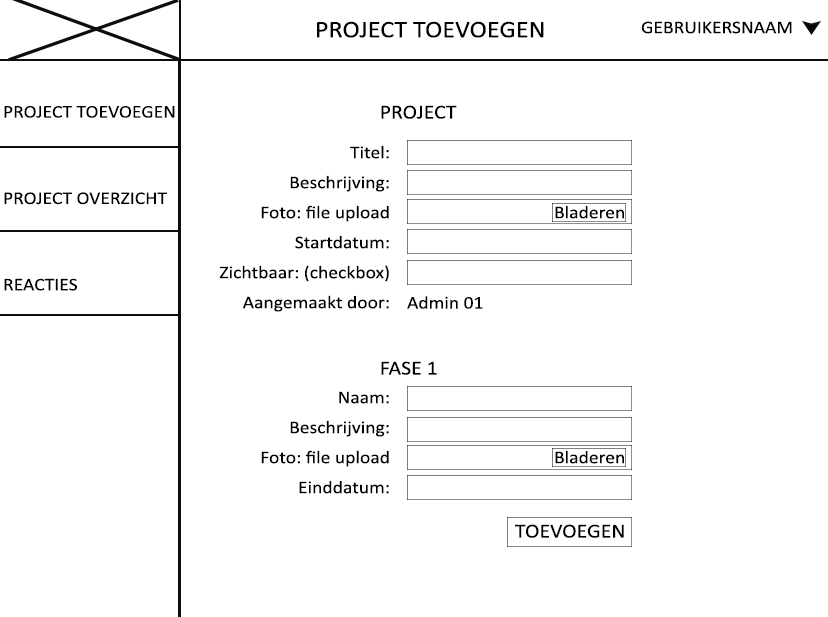 PROJECT TOEVOEGEN
GEBRUIKERSNAAM
PROJECT TOEVOEGEN
PROJECT OVERZICHT
REACTIES
PROJECT
Titel:
Beschrijving:
Foto: file upload Bladeren
Startdatum:
Zichtbaar: (checkbox)
Aangemaakt door: Admin 01
FASE 1
Naam:
Beschrijving:
Foto: file upload Bladeren
Einddatum:
TOEVOEGEN